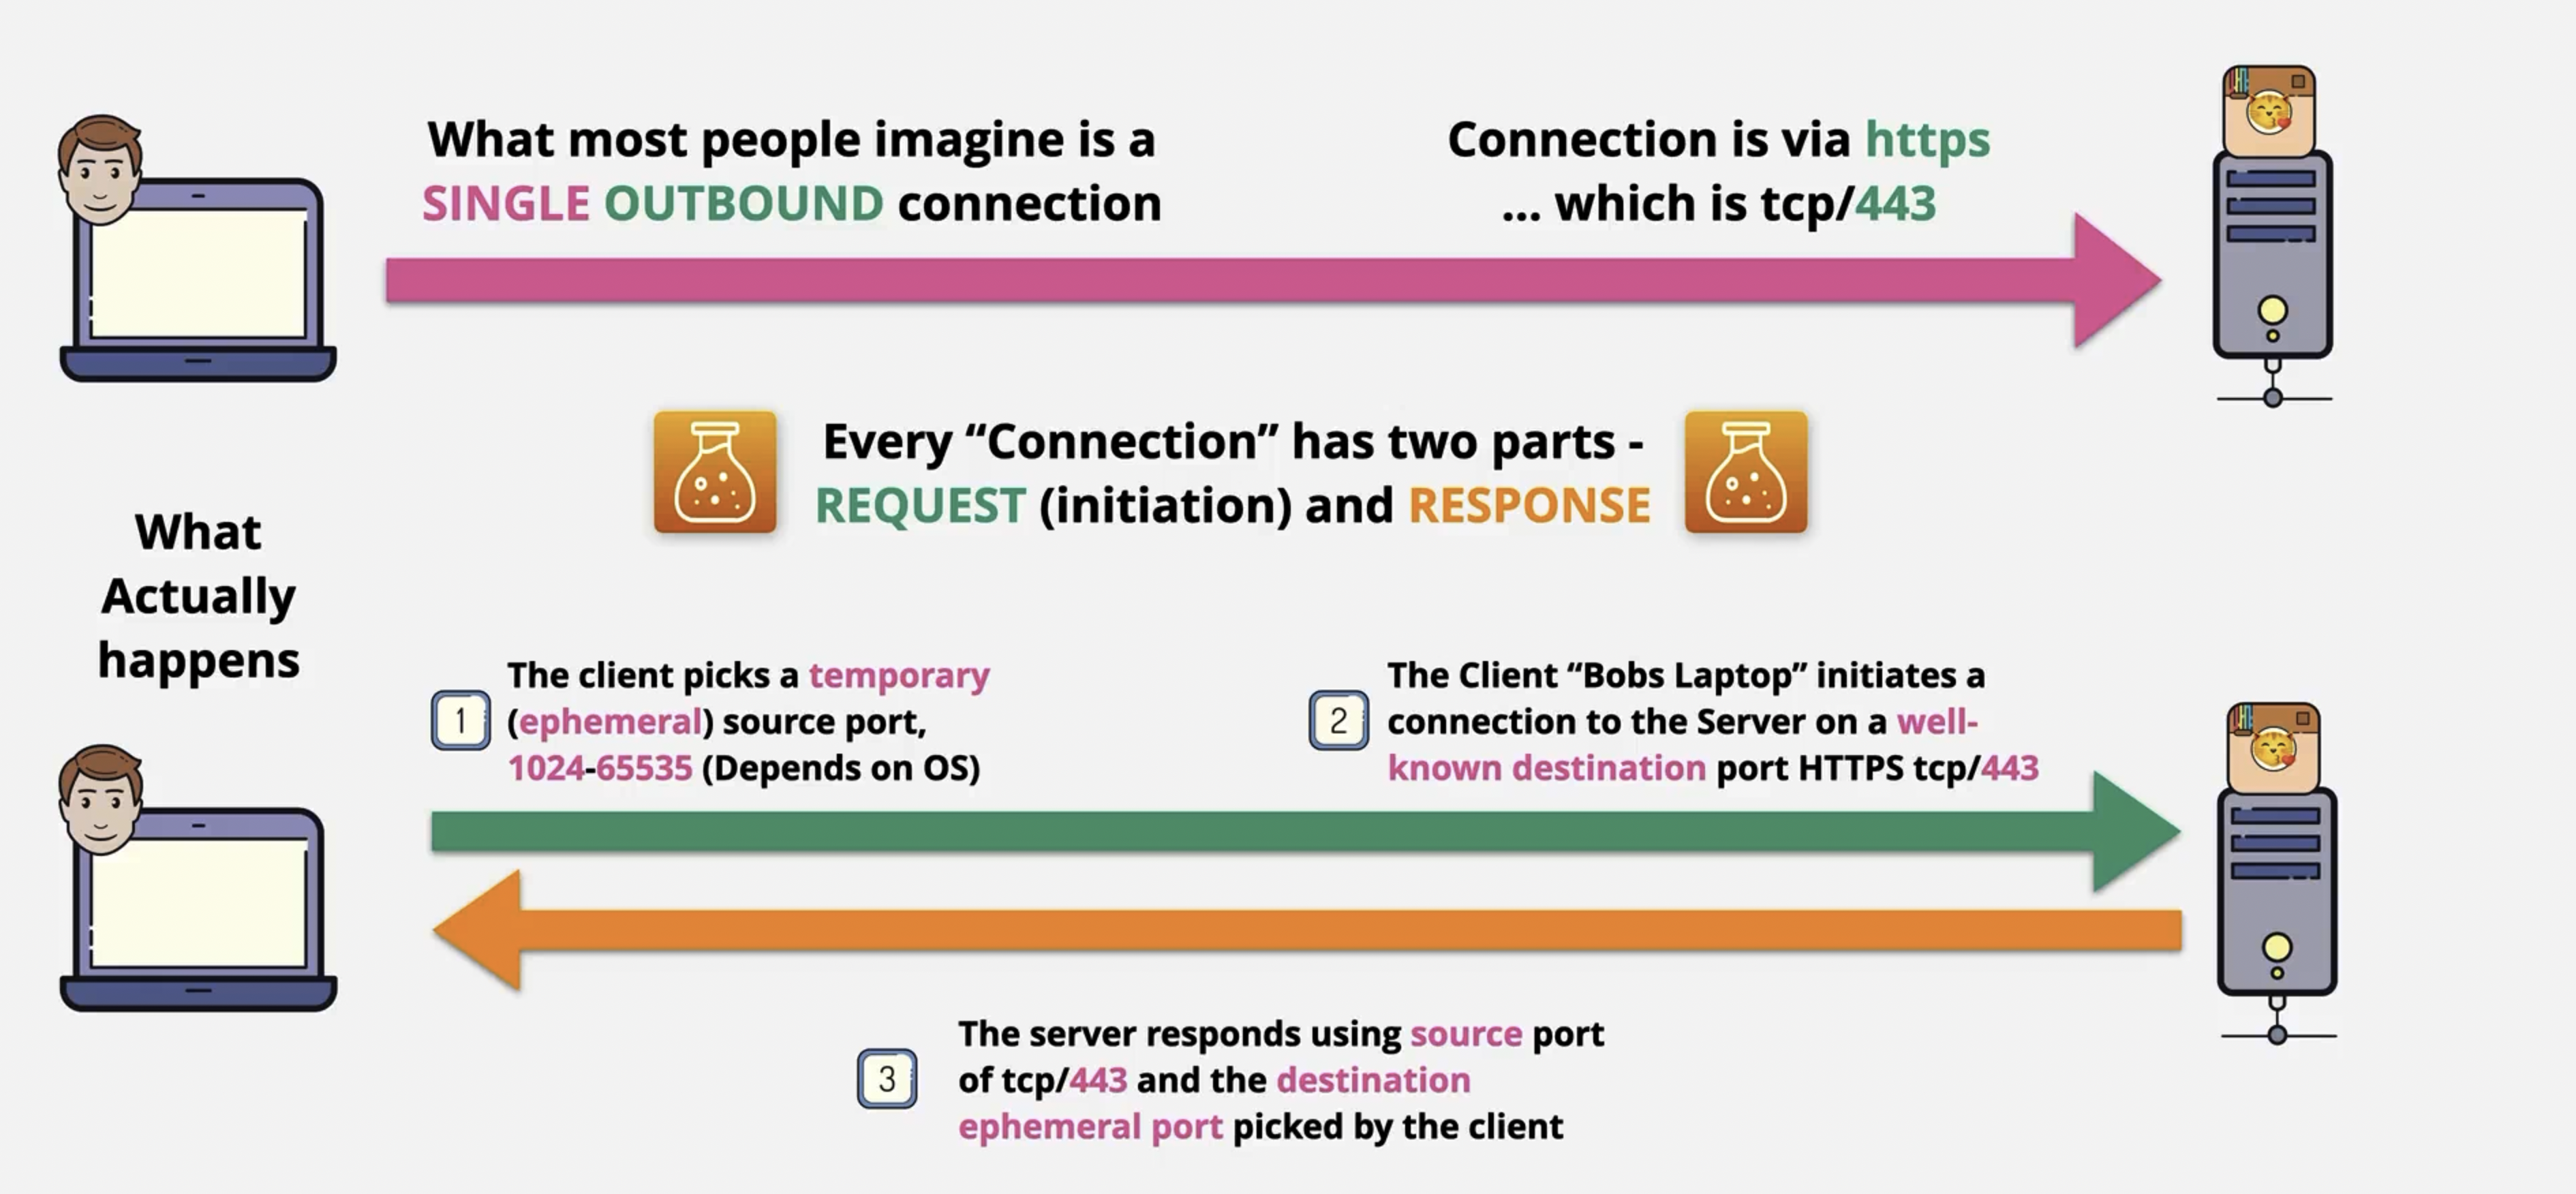 What most people imagine is a
SINGLE OUTBOUND connection
Connection is via https
... which is tcp/443
Every “Connection” has two parts -
REQUEST (initiation) and RESPONSE
What
Actually
happens
1
The client picks a temporary
(ephemeral) source port,
1024-65535 (Depends on OS)
2
The Client “Bobs Laptop” initiates a
connection to the Server on a well-
known destination port HTTPS tcp/443
3
The server responds using source port
of tcp/443 and the destination
ephemeral port picked by the client